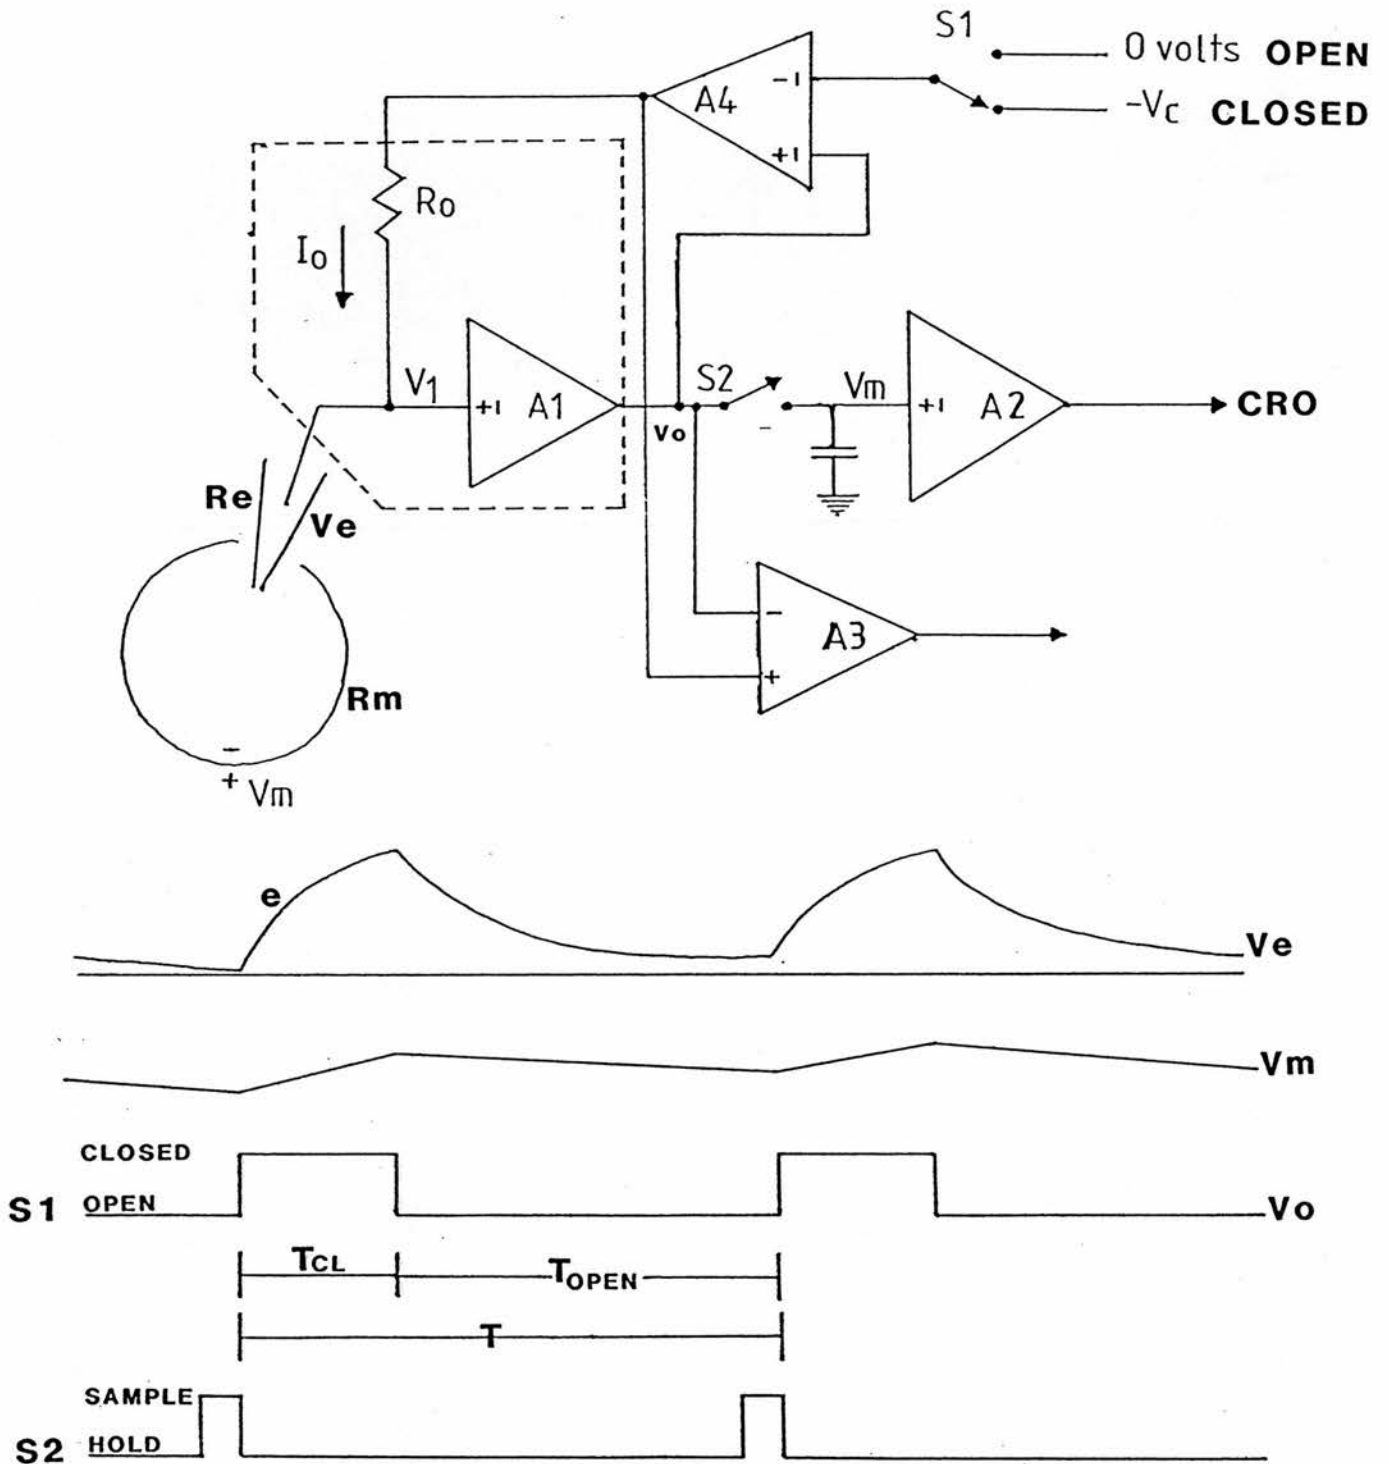 S1
0 volts OPEN
-Vc CLOSED
A4
-1
+1
Ro
Io
V1
+1 A1
S2
Vo
-
Vm
+1 A2
CRO
Re
Ve
- A3
+
Rm
-
+ Vm
e
Ve
Vm
CLOSED
S1 OPEN
Vo
TCL
TOPEN
T
SAMPLE
S2 HOLD